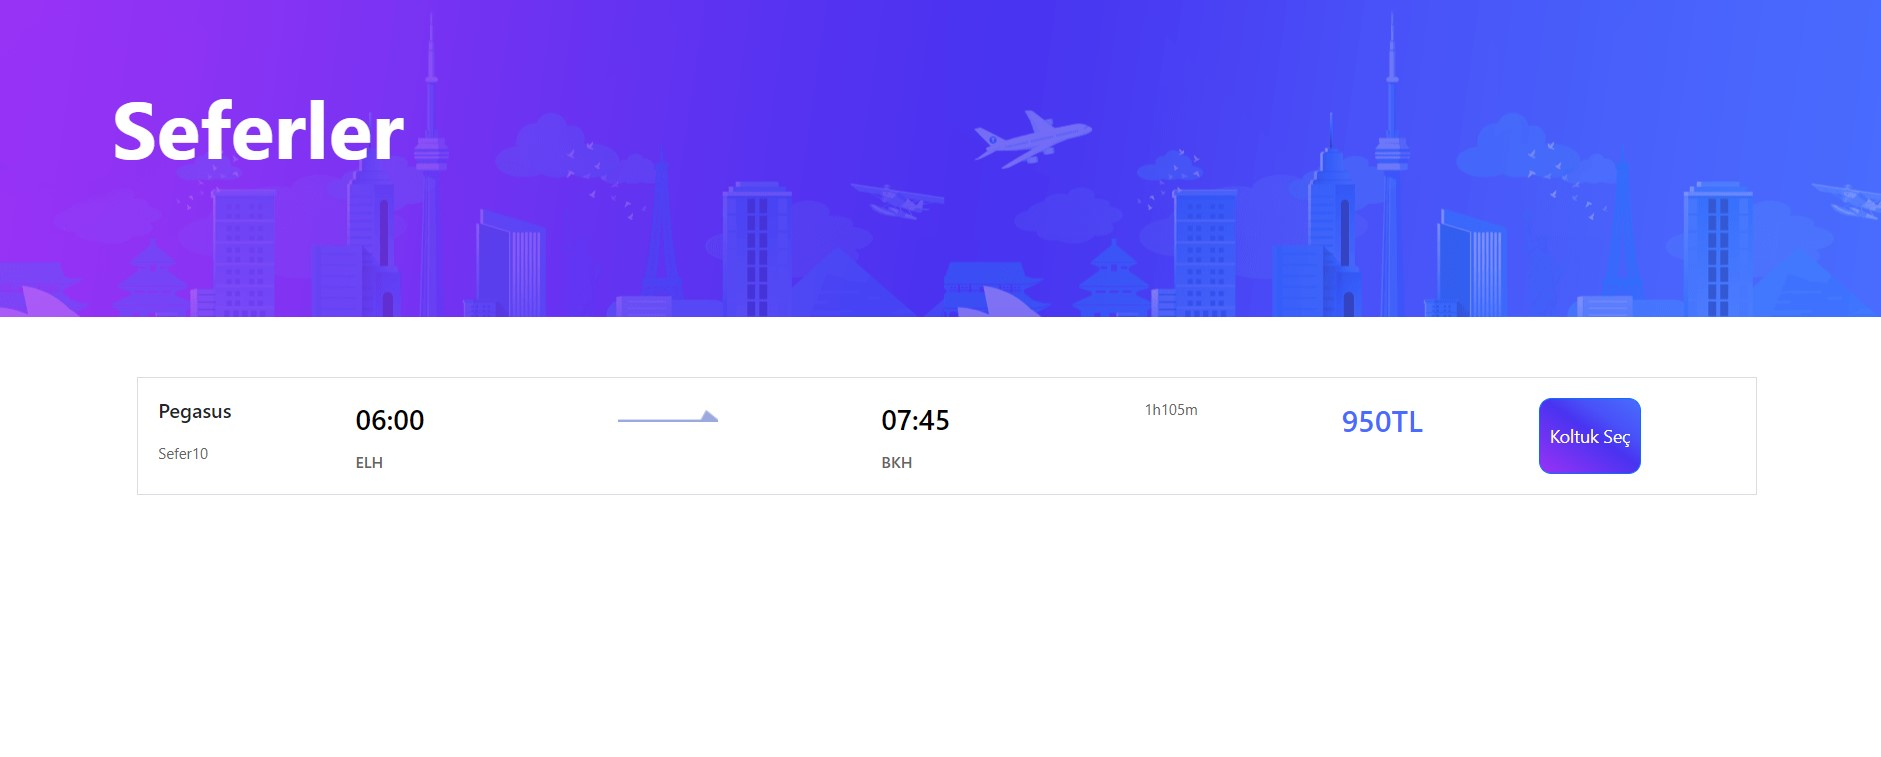 Seferler
Pegasus
Sefer10
06:00
ELH
07:45
BKH
1h105m
950TL
Koltuk Seç